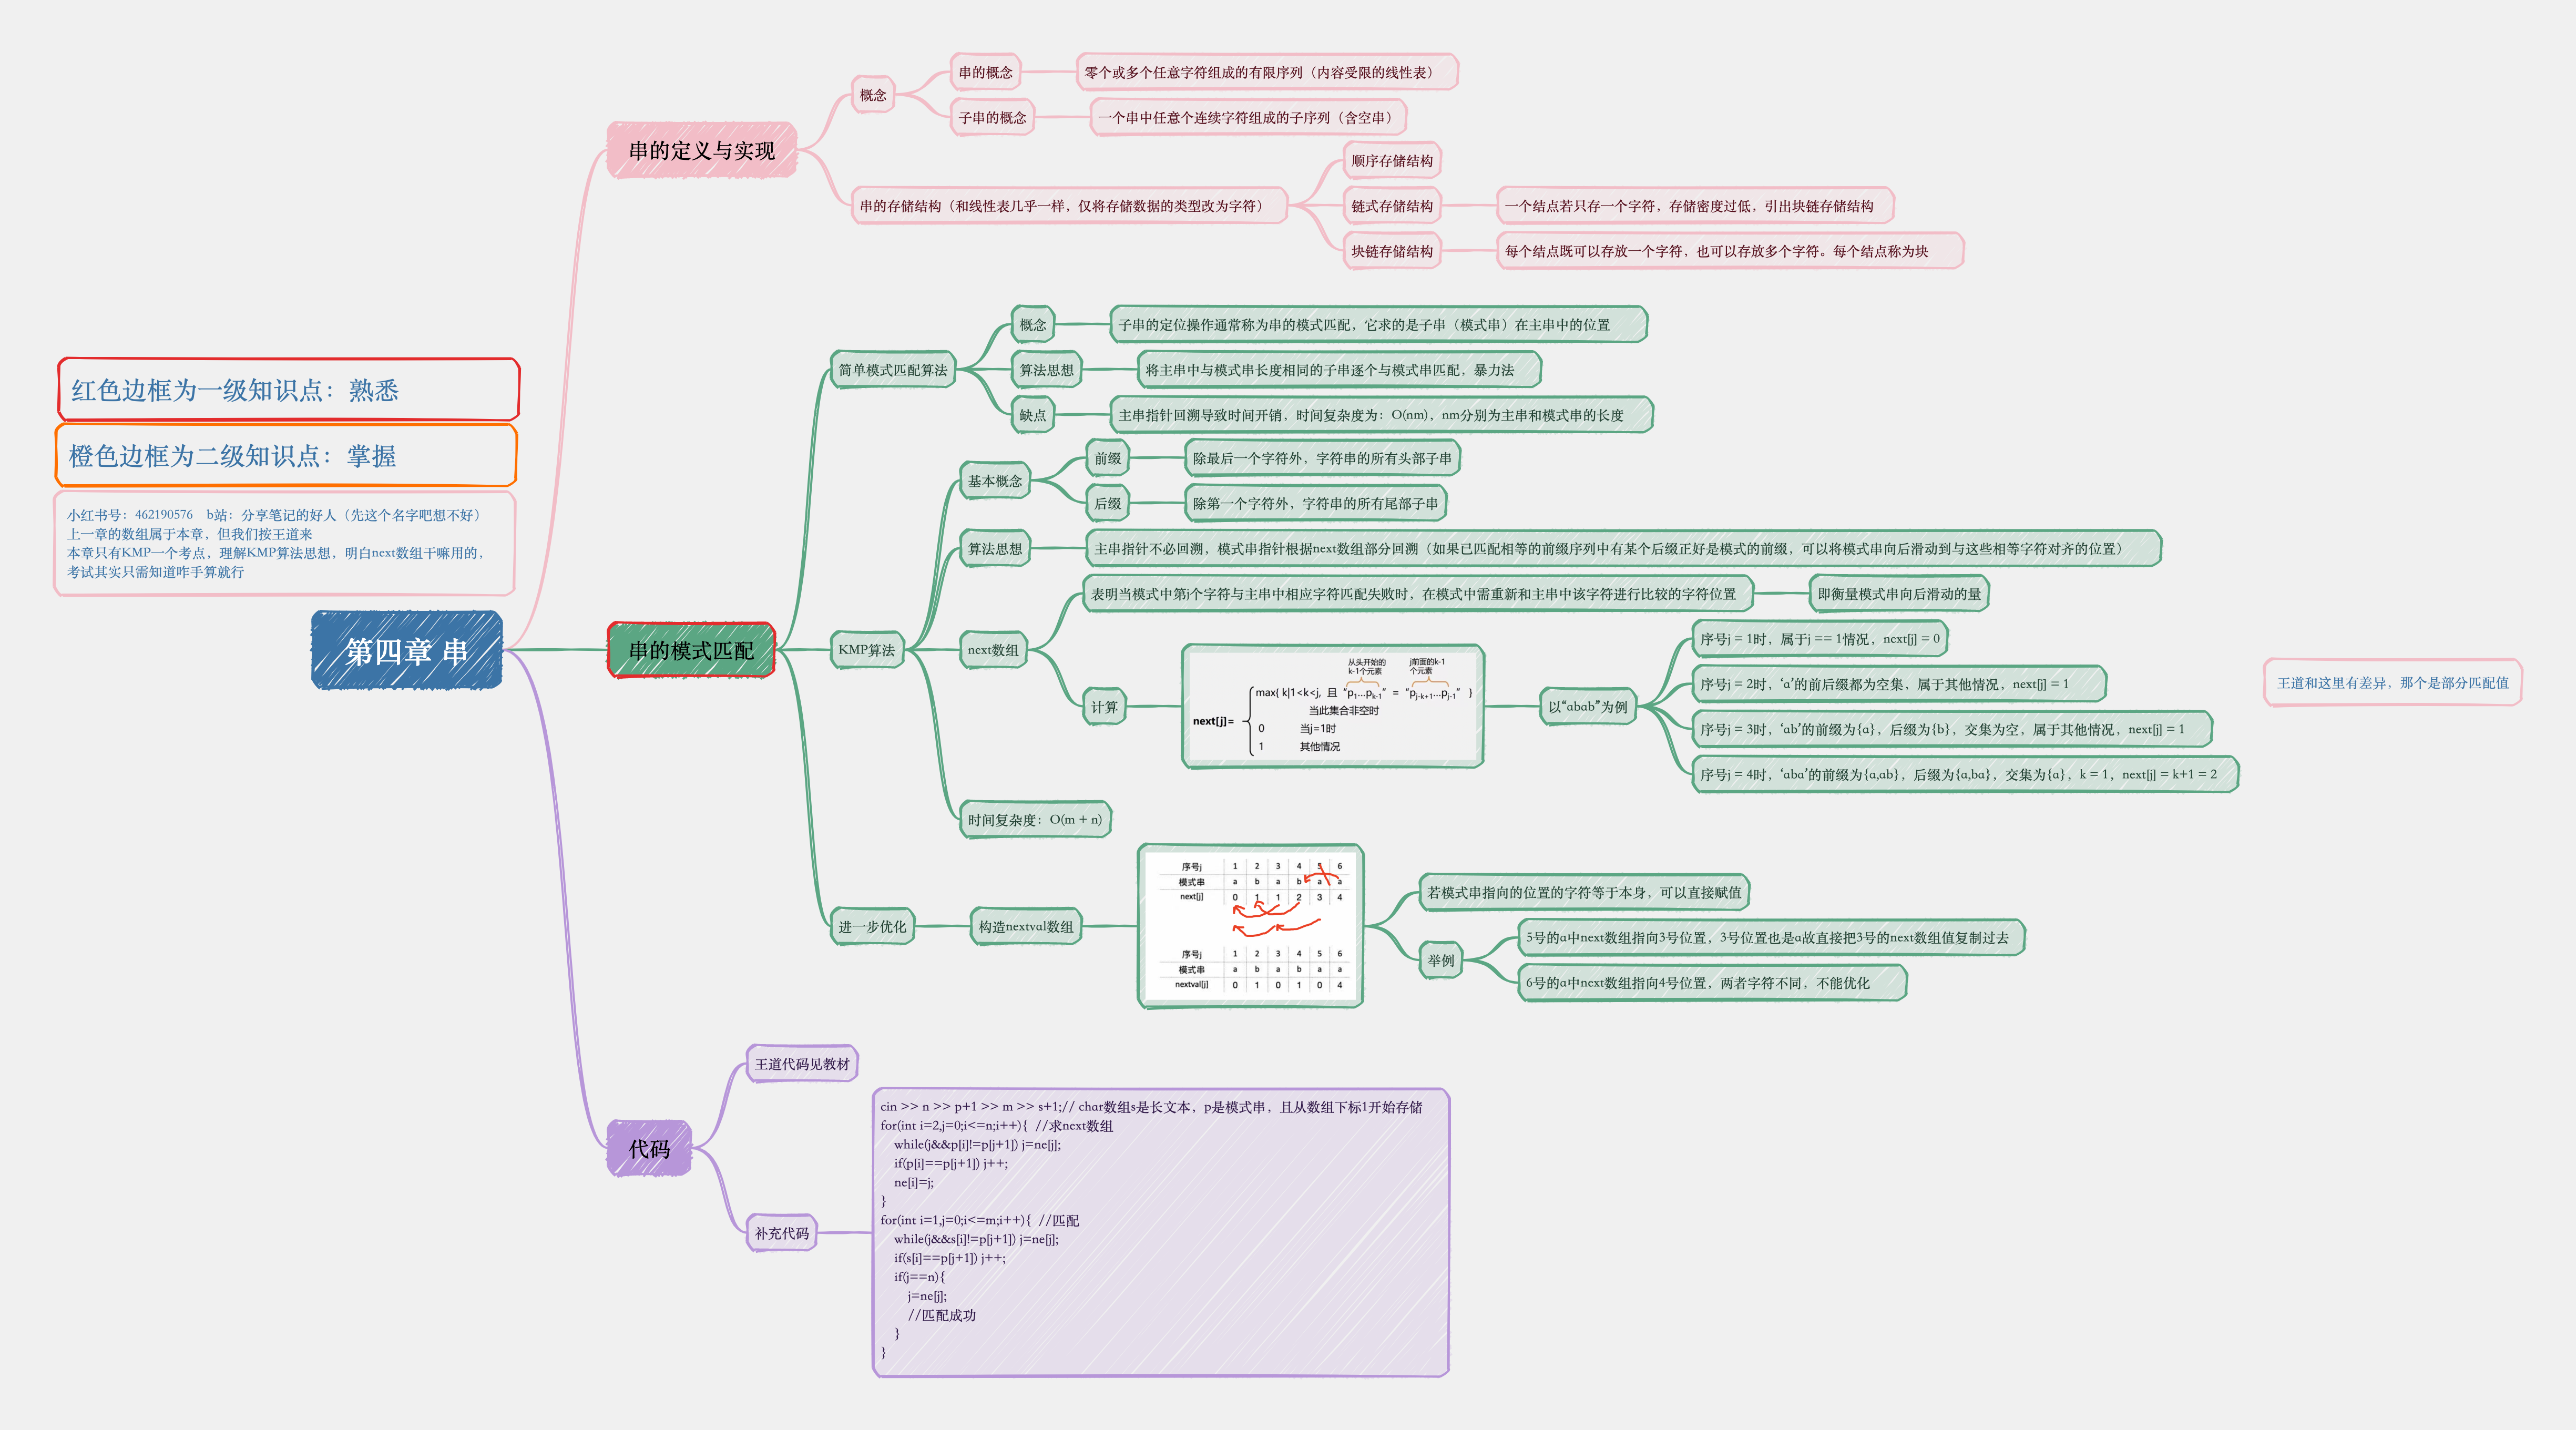 红色边框为一级知识点：熟悉
橙色边框为二级知识点：掌握
小红书号：462190576 b站：分享笔记的好人（先这个名字吧想不好）
上一章的数组属于本章，但我们按王道来
本章只有KMP一个考点，理解KMP算法思想，明白next数组干嘛用的，
考试其实只需知道咋手算就行
第四章 串
串的定义与实现
概念
串的概念
零个或多个任意字符组成的有限序列（内容受限的线性表）
子串的概念
一个串中任意个连续字符组成的子序列（含空串）
串的存储结构（和线性表几乎一样，仅将存储数据的类型改为字符）
顺序存储结构
链式存储结构
一个结点若只存一个字符，存储密度过低，引出块链存储结构
块链存储结构
每个结点既可以存放一个字符，也可以存放多个字符。每个结点称为块
串的模式匹配
简单模式匹配算法
概念
子串的定位操作通常称为串的模式匹配，它求的是子串（模式串）在主串中的位置
算法思想
将主串中与模式串长度相同的子串逐个与模式串匹配，暴力法
缺点
主串指针回溯导致时间开销，时间复杂度为：O(nm)，nm分别为主串和模式串的长度
KMP算法
基本概念
前缀
除最后一个字符外，字符串的所有头部子串
后缀
除第一个字符外，字符串的所有尾部子串
算法思想
主串指针不必回溯，模式串指针根据next数组部分回溯（如果已匹配相等的前缀序列中有某个后缀正好是模式的前缀，可以将模式串向后滑动到与这些相等字符对齐的位置）
next数组
表明当模式中第i个字符与主串中相应字符匹配失败时，在模式中需重新和主串中该字符进行比较的字符位置
即衡量模式串向后滑动的量
计算
从头开始的
k-1个元素
j前面的k-1
个元素
next[j]=
max{ k|1<k<j, 且 “p1...pk-1” = “pj-k+1...pj-1” }
当此集合非空时
0 当j=1时
1 其他情况
以“abab”为例
序号j = 1时，属于j == 1情况，next[j] = 0
序号j = 2时，‘a’的前后缀都为空集，属于其他情况，next[j] = 1
序号j = 3时，‘ab’的前缀为{a}，后缀为{b}，交集为空，属于其他情况，next[j] = 1
序号j = 4时，‘aba’的前缀为{a,ab}，后缀为{a,ba}，交集为{a}，k = 1，next[j] = k+1 = 2
王道和这里有差异，那个是部分匹配值
时间复杂度：O(m + n)
进一步优化
构造nextval数组
序号j 1 2 3 4 5 6
模式串 a b a b a a
next[j] 0 1 1 2 3 4
序号j 1 2 3 4 5 6
模式串 a b a b a a
nextval[j] 0 1 0 1 0 4
若模式串指向的位置的字符等于本身，可以直接赋值
举例
5号的a中next数组指向3号位置，3号位置也是a故直接把3号的next数组值复制过去
6号的a中next数组指向4号位置，两者字符不同，不能优化
代码
王道代码见教材
补充代码
cin >> n >> p+1 >> m >> s+1;// char数组s是长文本，p是模式串，且从数组下标1开始存储
for(int i=2,j=0;i<=n;i++){ //求next数组
while(j&&p[i]!=p[j+1]) j=ne[j];
if(p[i]==p[j+1]) j++;
ne[i]=j;
}
for(int i=1,j=0;i<=m;i++){ //匹配
while(j&&s[i]!=p[j+1]) j=ne[j];
if(s[i]==p[j+1]) j++;
if(j==n){
j=ne[j];
//匹配成功
}
}